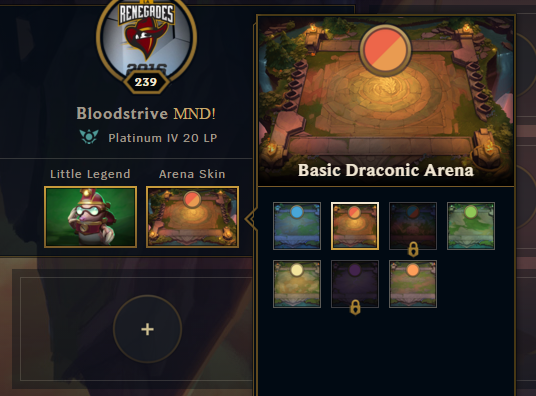 RENEGADES
2016
239
Bloodstrive MND!
Platinum IV 20 LP
Little Legend
Arena Skin
Basic Draconic Arena